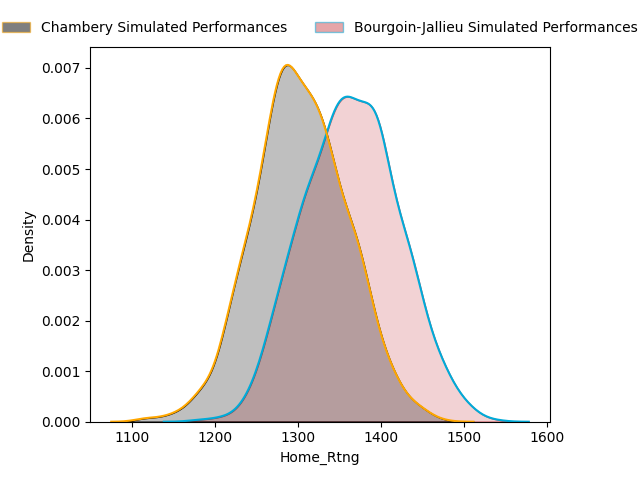 Chambery Simulated Performances
Bourgoin-Jallieu Simulated Performances
0.007
0.006
0.005
0.004
0.003
0.002
0.001
0.000
Density
1100 1200 1300 1400 1500 1600
Home_Rtng